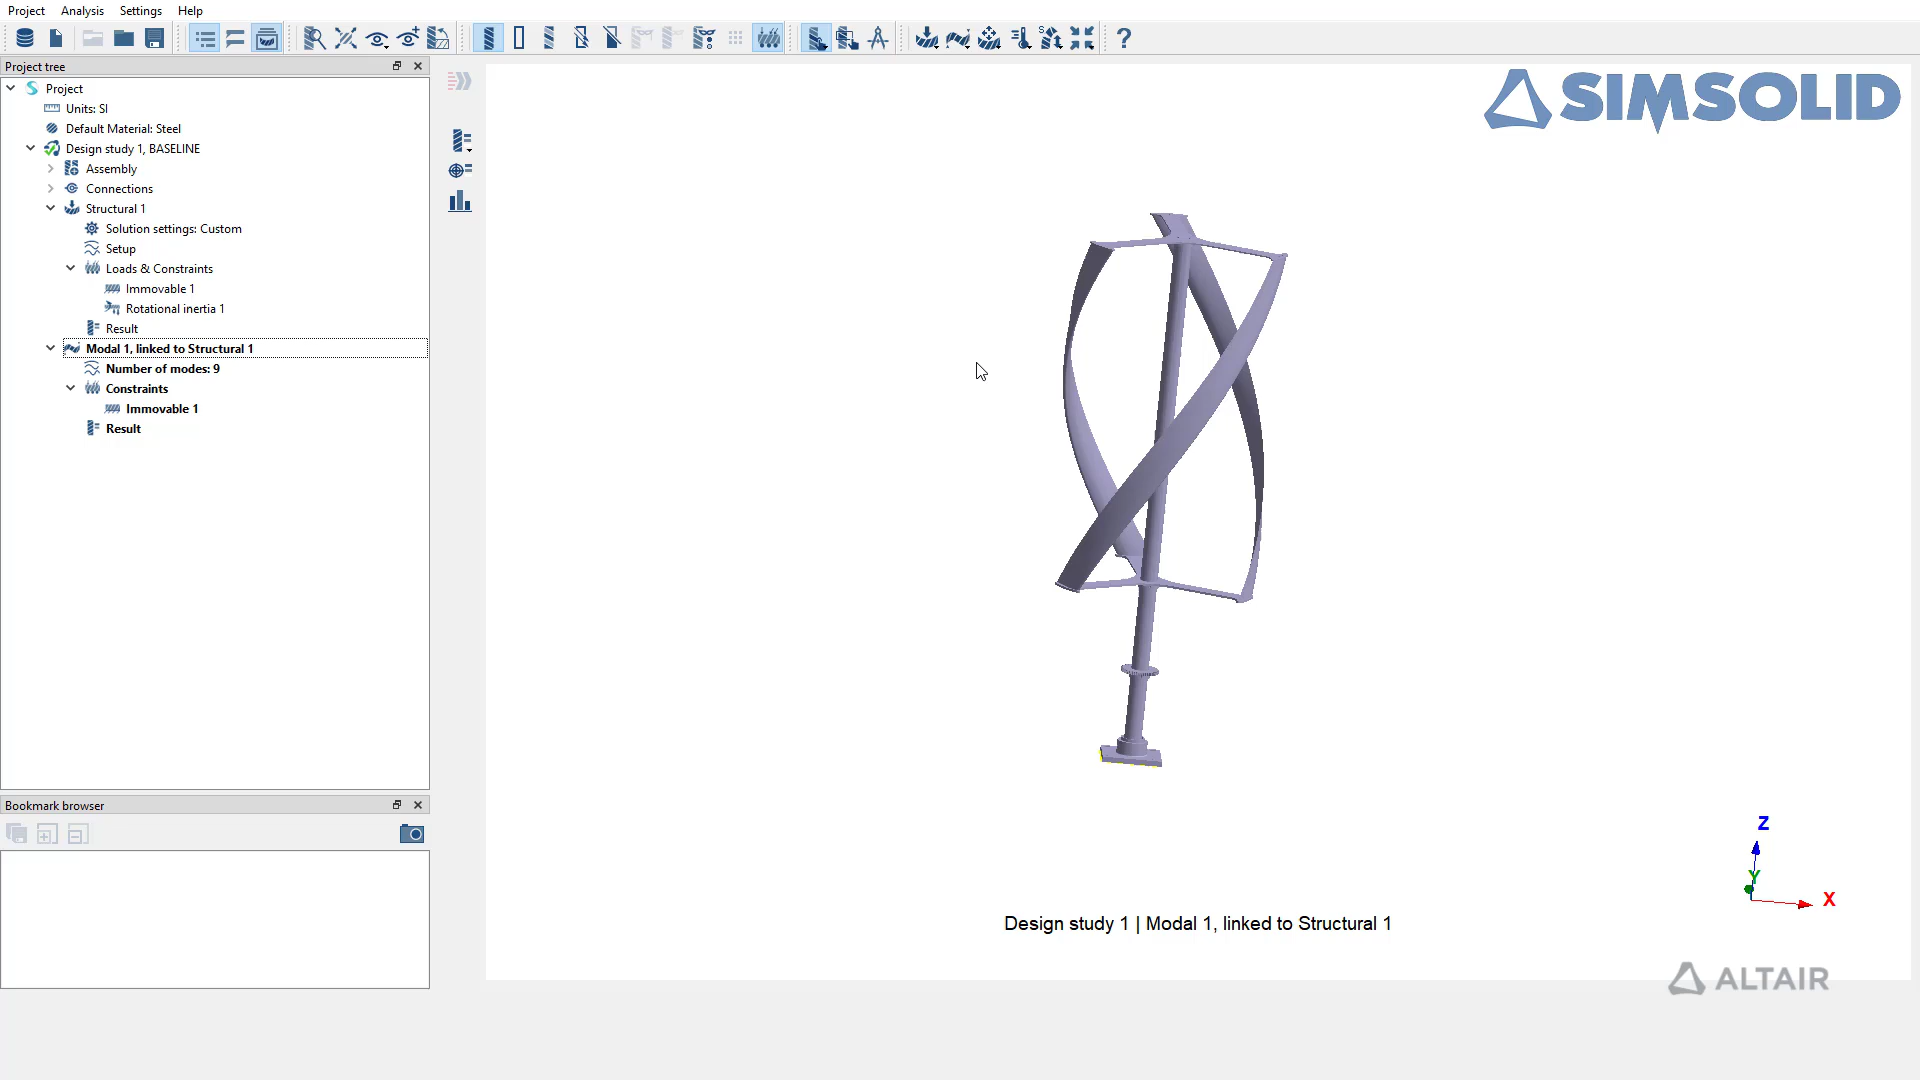 Project Analysis Settings Help
Project tree
Project
Units: SI
Default Material: Steel
Design study 1, BASELINE
Assembly
Connections
Structural 1
Solution settings: Custom
Setup
Loads & Constraints
Immovable 1
Rotational inertia 1
Result
Modal 1, linked to Structural 1
Number of modes: 9
Constraints
Immovable 1
Result
Bookmark browser
SIMSOLID
Z
Y
X
Design study 1 | Modal 1, linked to Structural 1
ALTAIR